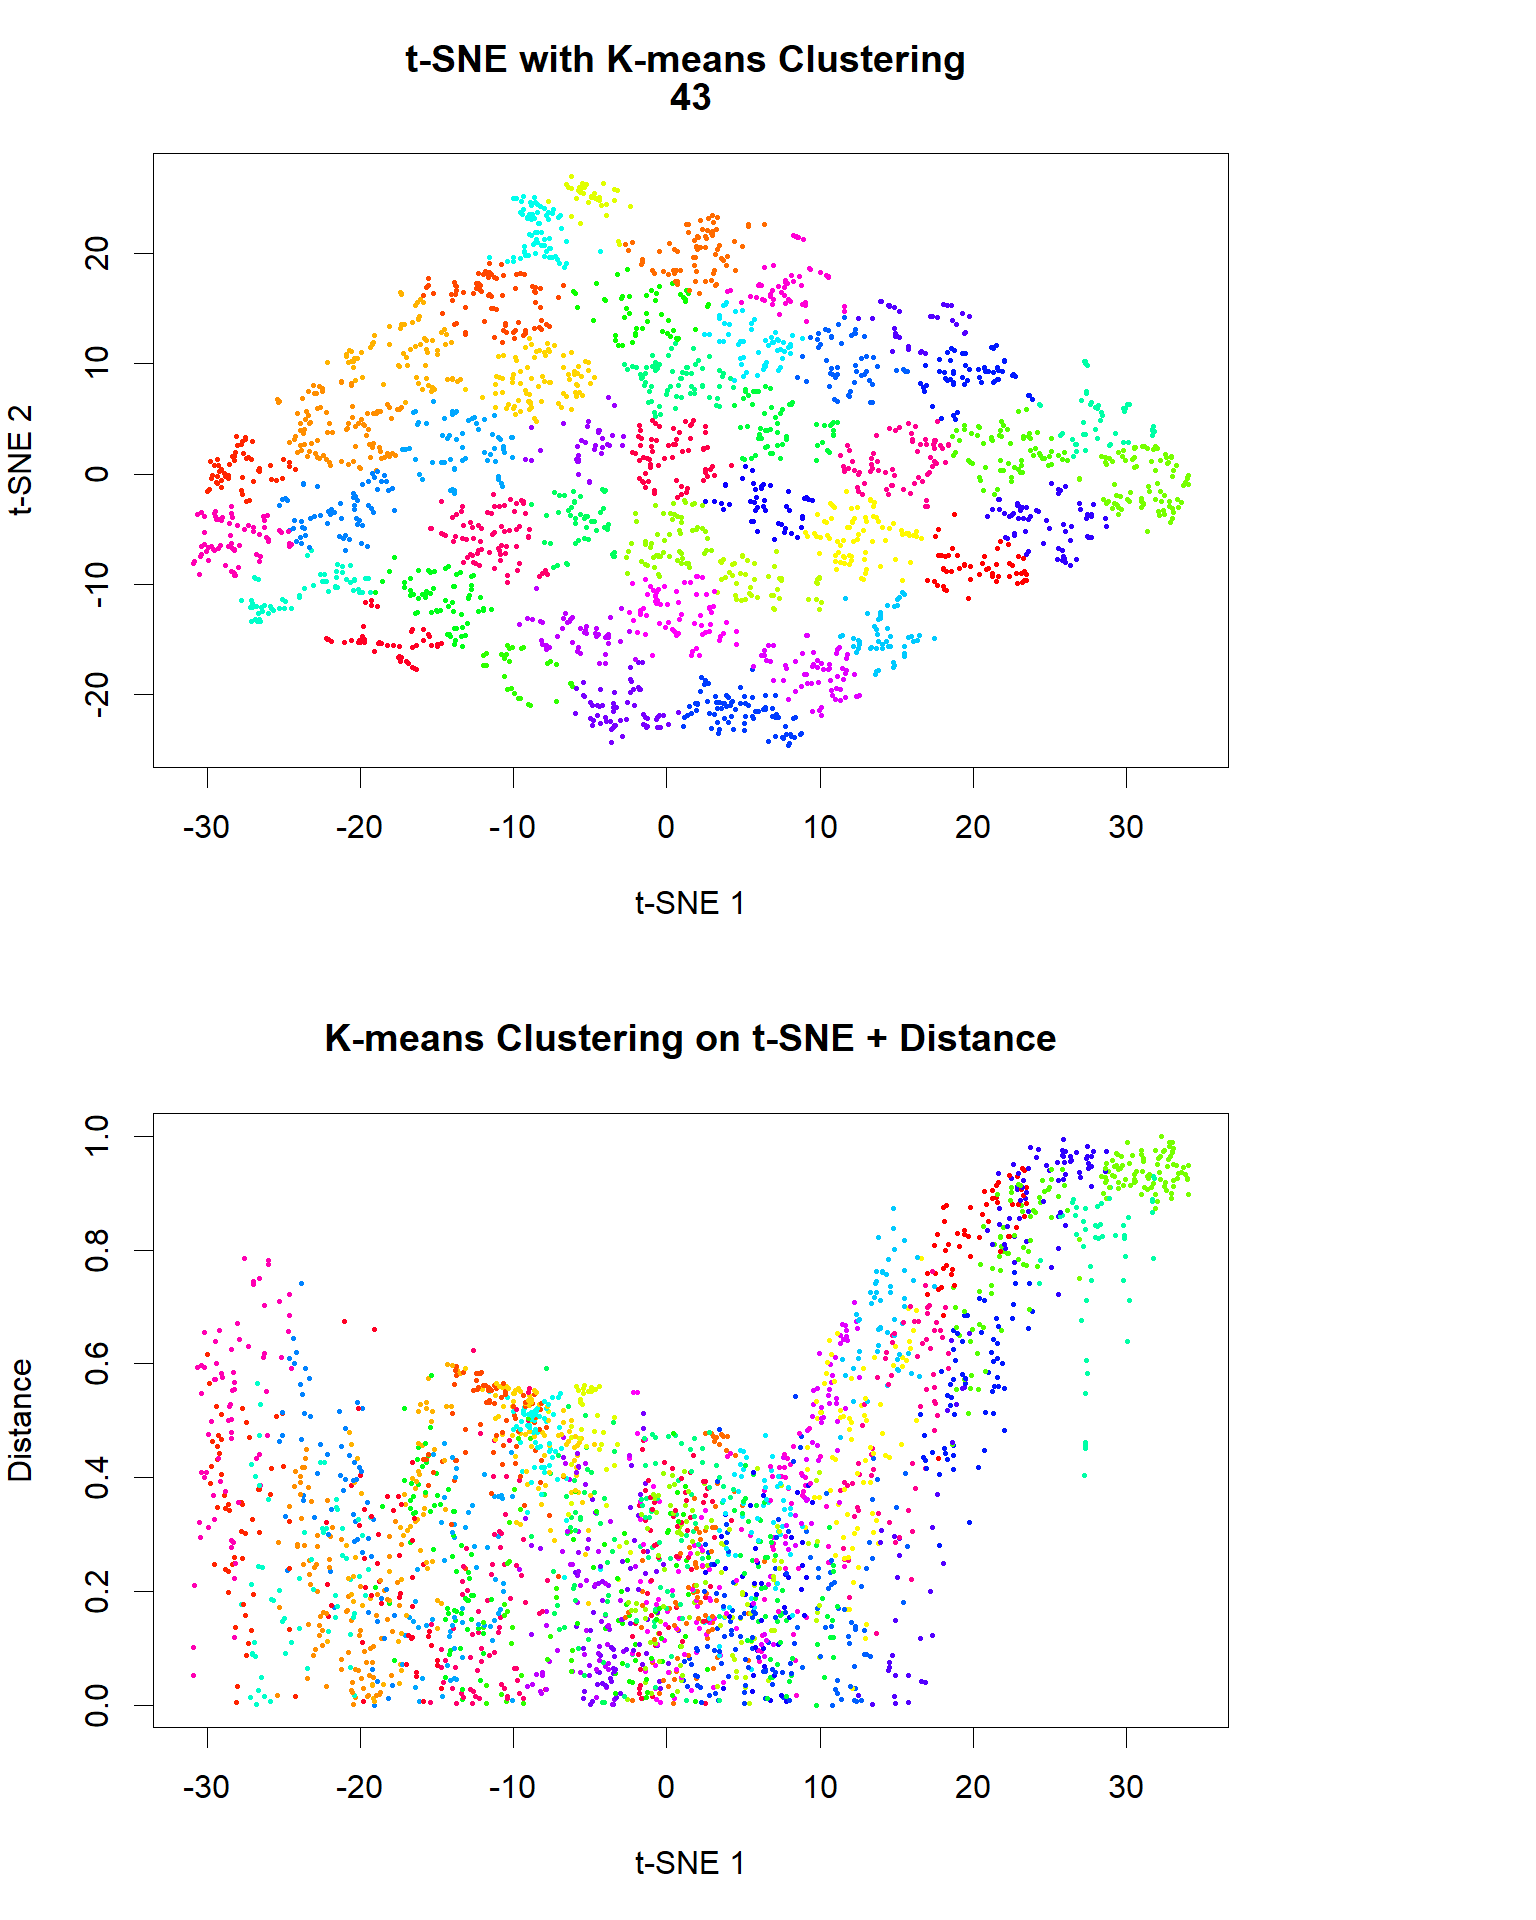 t-SNE with K-means Clustering
43
t-SNE 2
20
10
0
-10
-20
-30 -20 -10 0 10 20 30
t-SNE 1
K-means Clustering on t-SNE + Distance
Distance
1.0
0.8
0.6
0.4
0.2
0.0
-30 -20 -10 0 10 20 30
t-SNE 1